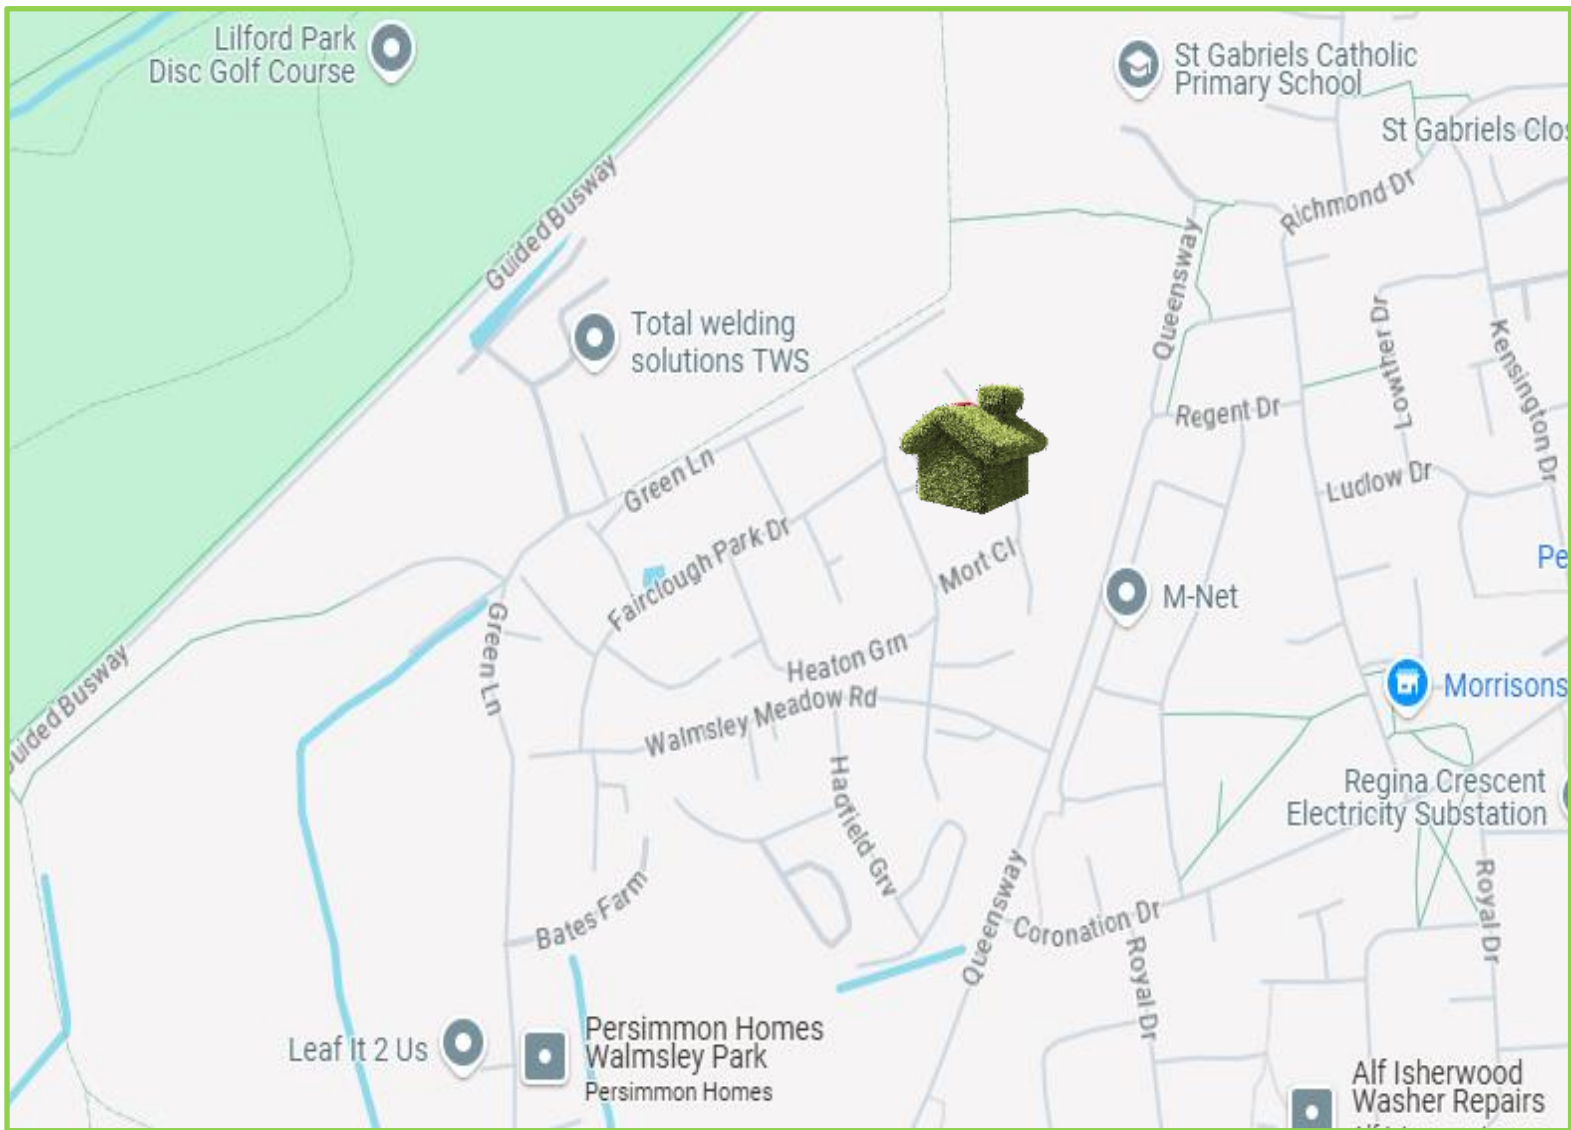 Lilford Park
Disc Golf Course
St Gabriels Catholic
Primary School
St Gabriels Clos
Guided Busway
Richmond Dr
Queensway
Total welding
solutions TWS
Lowther Dr
Kensington Dr
Regent Dr
Green Ln
Ludlow Dr
Fairclough Park Dr
Mort Cl
Pe
M-Net
Green Ln
Heaton Grn
Guided Busway
Morrisons
Walmsley Meadow Rd
Hadfield Grv
Regina Crescent
Electricity Substation
Bates Farm
Queensway
Coronation Dr
Royal Dr
Royal Dr
Leaf It 2 Us
Persimmon Homes
Walmsley Park
Persimmon Homes
Alf Isherwood
Washer Repairs